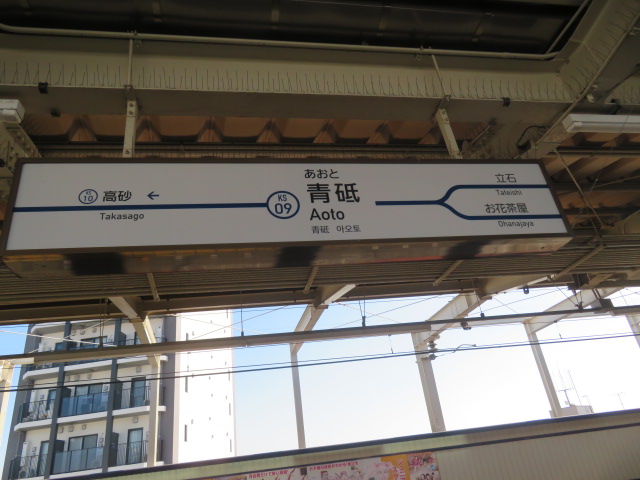 あおと
青砥
Aoto
青砥 아오토
KS
09
KS
10
高砂 ←
Takasago
立石
Tateishi
お花茶屋
Ohanajaya